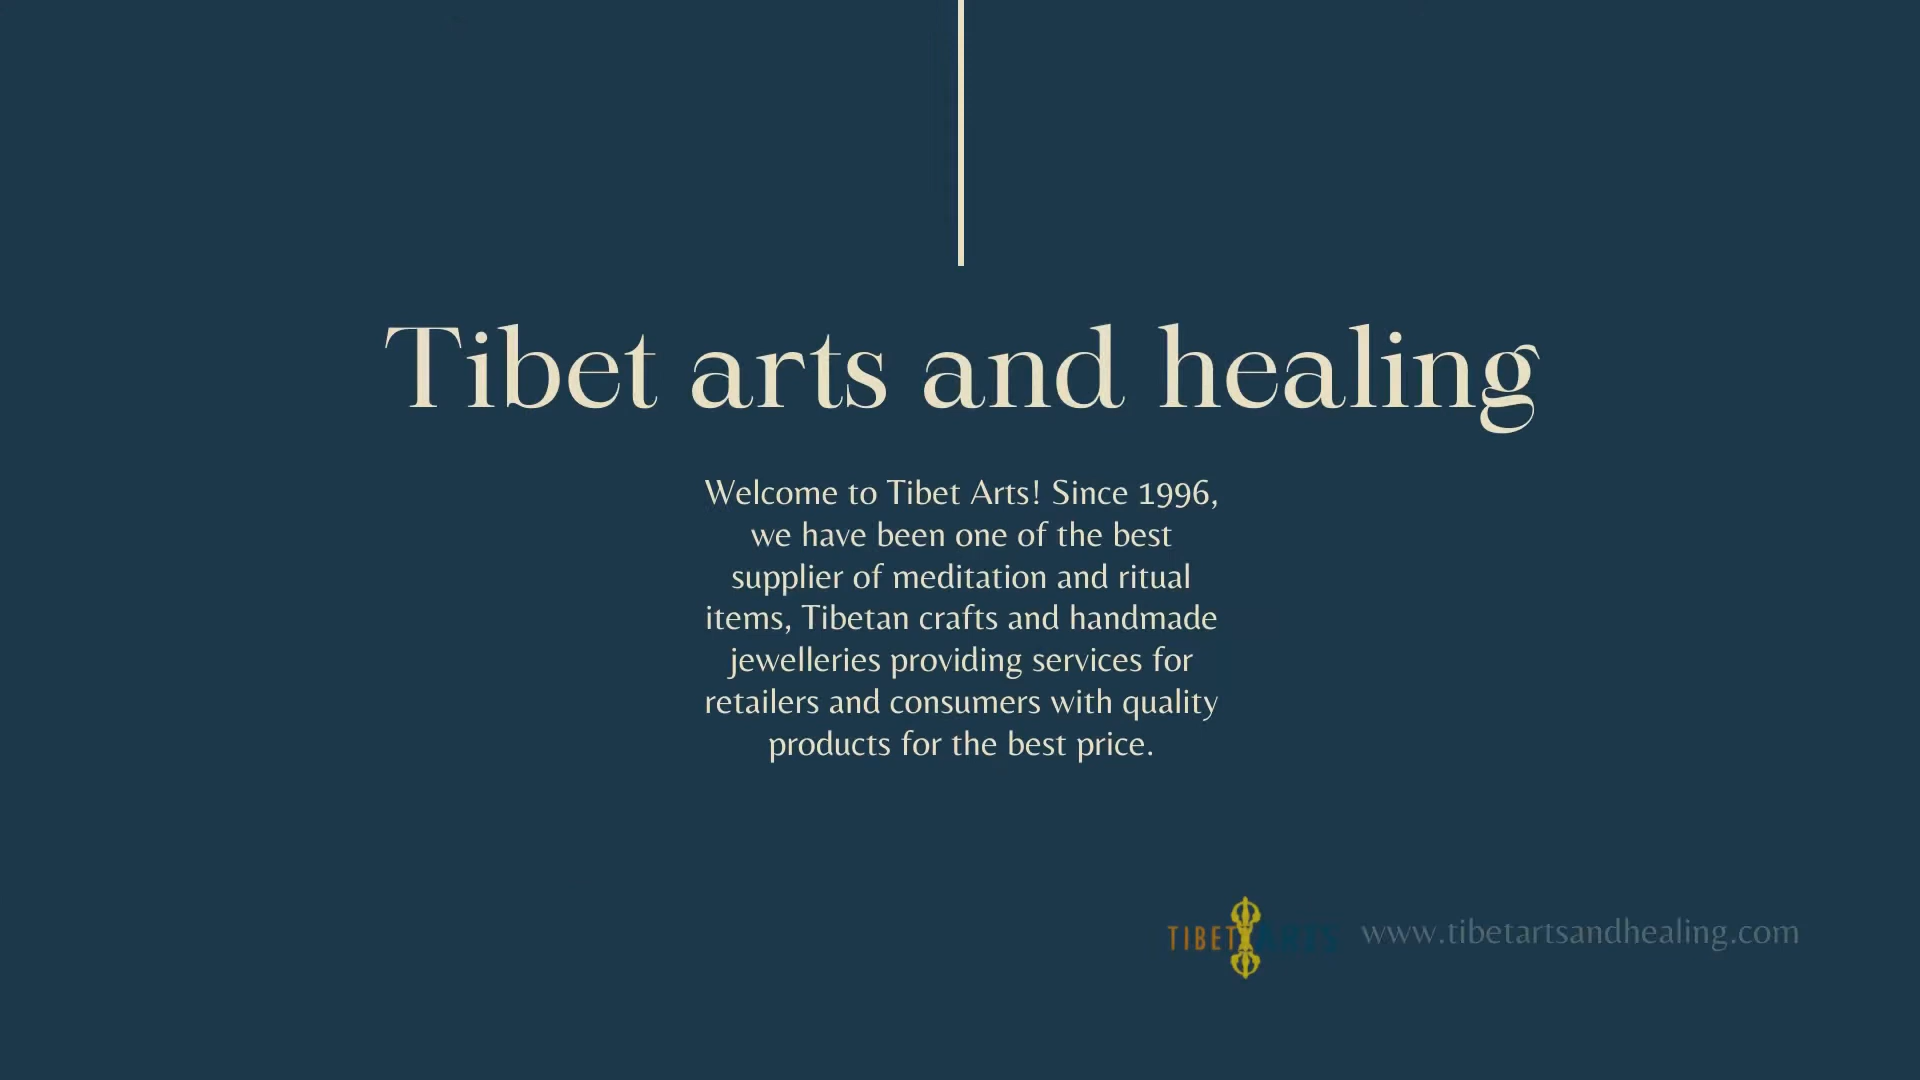 Tibet arts and healing
Welcome to Tibet Arts! Since 1996,
we have been one of the best
supplier of meditation and ritual
items, Tibetan crafts and handmade
jewelleries providing services for
retailers and consumers with quality
products for the best price.
TIBET ARTS
www.tibetartsandhealing.com